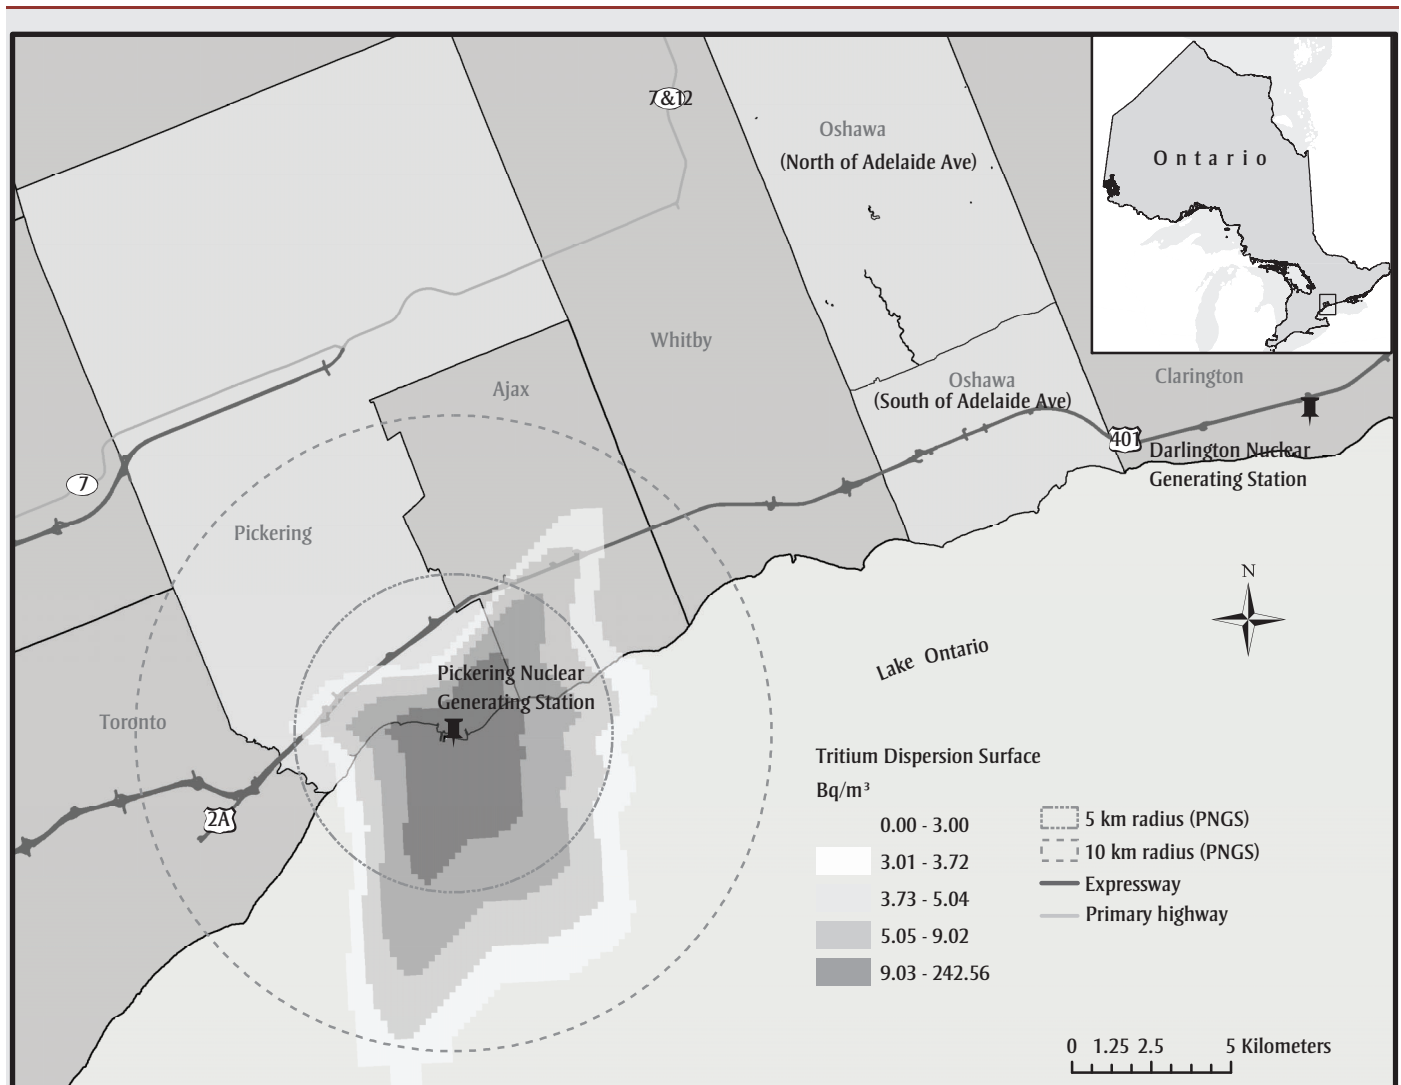 7&12
Oshawa
(North of Adelaide Ave)
Ontario
Whitby
Ajax
Oshawa
(South of Adelaide Ave)
Clarington
401
Darlington Nuclear
Generating Station
7
Pickering
N
Lake Ontario
Pickering Nuclear
Generating Station
Toronto
2A
Tritium Dispersion Surface
Bq/m³
0.00 - 3.00
3.01 - 3.72
3.73 - 5.04
5.05 - 9.02
9.03 - 242.56
5 km radius (PNGS)
10 km radius (PNGS)
Expressway
Primary highway
0 1.25 2.5 5 Kilometers